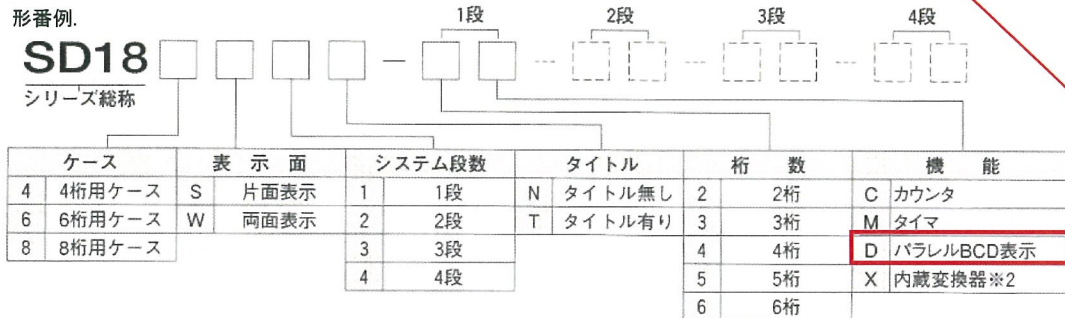 形番例.
1段 2段 3段 4段
SD18 □ □ □ □ ― □ □ … □ □ … □ □ … □ □
シリーズ総称
ケース 表示面 システム段数 タイトル 桁数 機能
4 4桁用ケース S 片面表示 1 1段 N タイトル無し 2 2桁 C カウンタ
6 6桁用ケース W 両面表示 2 2段 T タイトル有り 3 3桁 M タイマ
8 8桁用ケース 3 3段 4 4桁 D パラレルBCD表示
4 4段 5 5桁 X 内蔵変換器※2
6 6桁